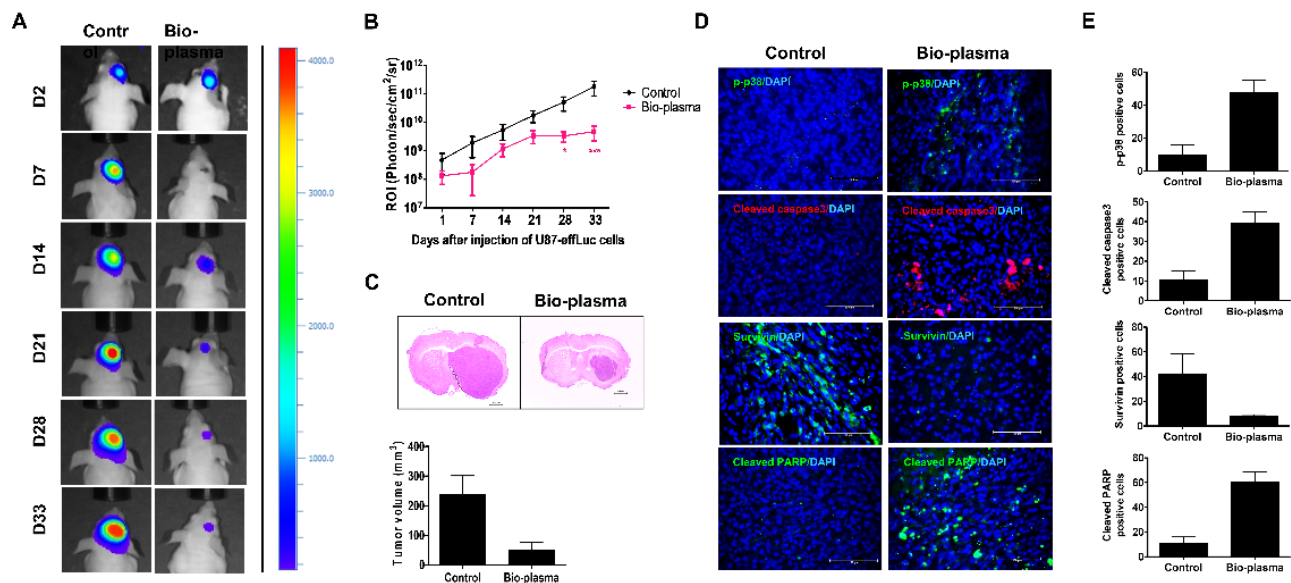 A
Contr
ol
Bio-
plasma
D2
D7
D14
D21
D28
D33
4000.0
3000.0
2000.0
1000.0
B
ROI (Photon/sec/cm²/sr)
10¹²
10¹¹
10¹⁰
10⁹
10⁸
10⁷
1 7 14 21 28 33
Days after injection of U87-effLuc cells
Control
Bio-plasma
*
C
Control Bio-plasma
Tumor volume (mm³)
400
300
200
100
0
Control Bio-plasma
D
Control Bio-plasma
p-p38/DAPI p-p38/DAPI
Cleaved caspase3/DAPI Cleaved caspase3/DAPI
Survivin/DAPI Survivin/DAPI
Cleaved PARP/DAPI Cleaved PARP/DAPI
E
p-p38 positive cells
60
40
20
0
Control Bio-plasma
Cleaved caspase3
positive cells
60
40
20
0
Control Bio-plasma
Survivin positive cells
60
40
20
0
Control Bio-plasma
Cleaved PARP
positive cells
80
60
40
20
0
Control Bio-plasma